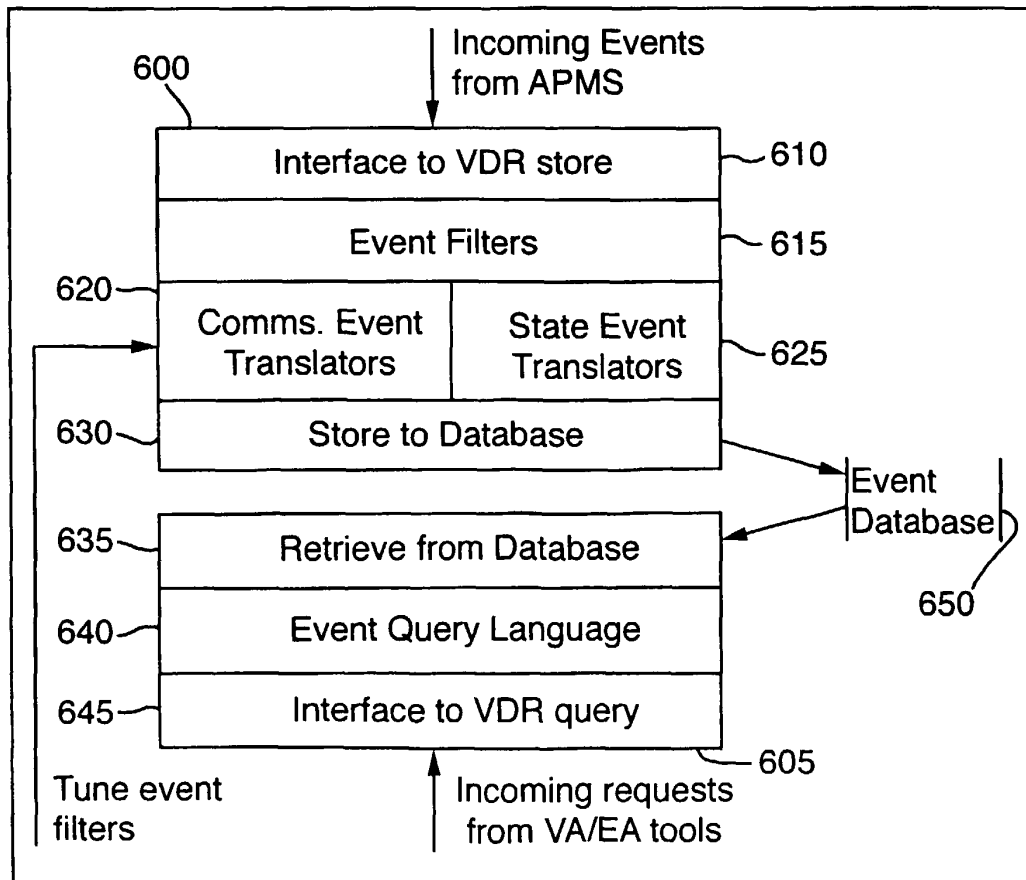 Incoming Events
from APMS
600
Interface to VDR store
610
Event Filters
615
620
Comms. Event
Translators
State Event
Translators
625
630
Store to Database
Event
Database
650
635
Retrieve from Database
640
Event Query Language
645
Interface to VDR query
605
Tune event
filters
Incoming requests
from VA/EA tools